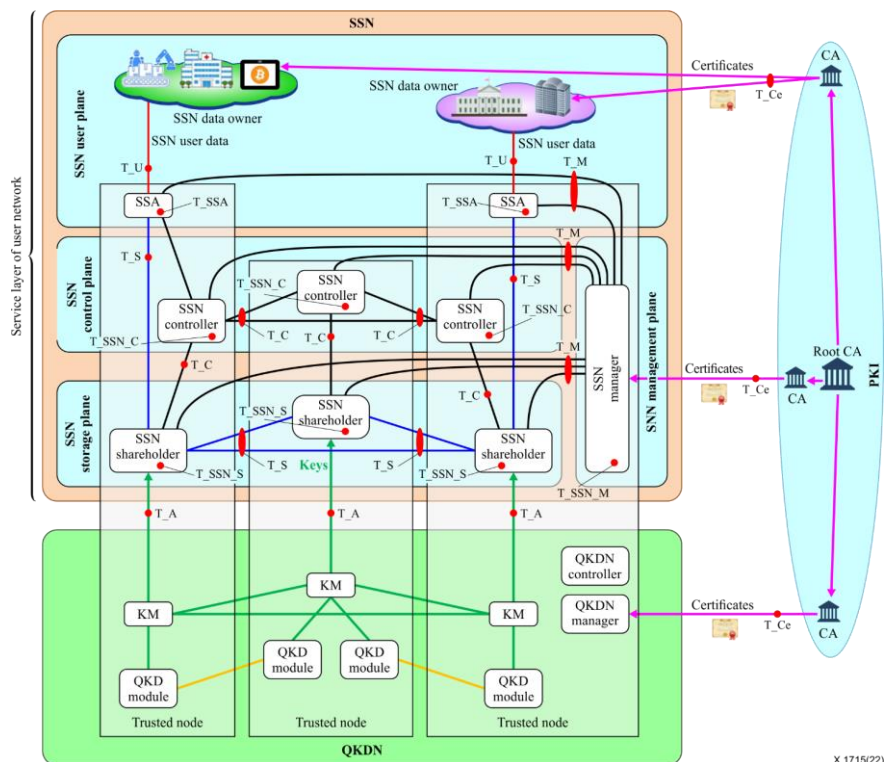 SSN
Service layer of user network
SSN user plane
SSN data owner
SSN user data
T_U
SSA
T_SSA
SSN data owner
SSN user data
T_U
T_M
SSA
T_SSA
Certificates
T_Ce
CA
SSN
control plane
T_S
SSN
controller
T_SSN_C
T_C
T_SSN_C
SSN
controller
T_C
T_C
T_C
SSN
controller
T_SSN_C
T_S
T_M
T_C
SNN management plane
SSN
manager
T_SSN_M
Certificates
T_Ce
CA
Root CA
PKI
SSN
storage plane
SSN
shareholder
T_SSN_S
T_S
T_SSN_S
SSN
shareholder
Keys
T_S
T_M
SSN
shareholder
T_SSN_S
T_A
T_A
T_A
KM
KM
KM
QKD
module
QKD
module
QKD
module
QKD
module
QKDN
controller
QKDN
manager
Certificates
T_Ce
CA
Trusted node
Trusted node
Trusted node
QKDN
X.1715(22)